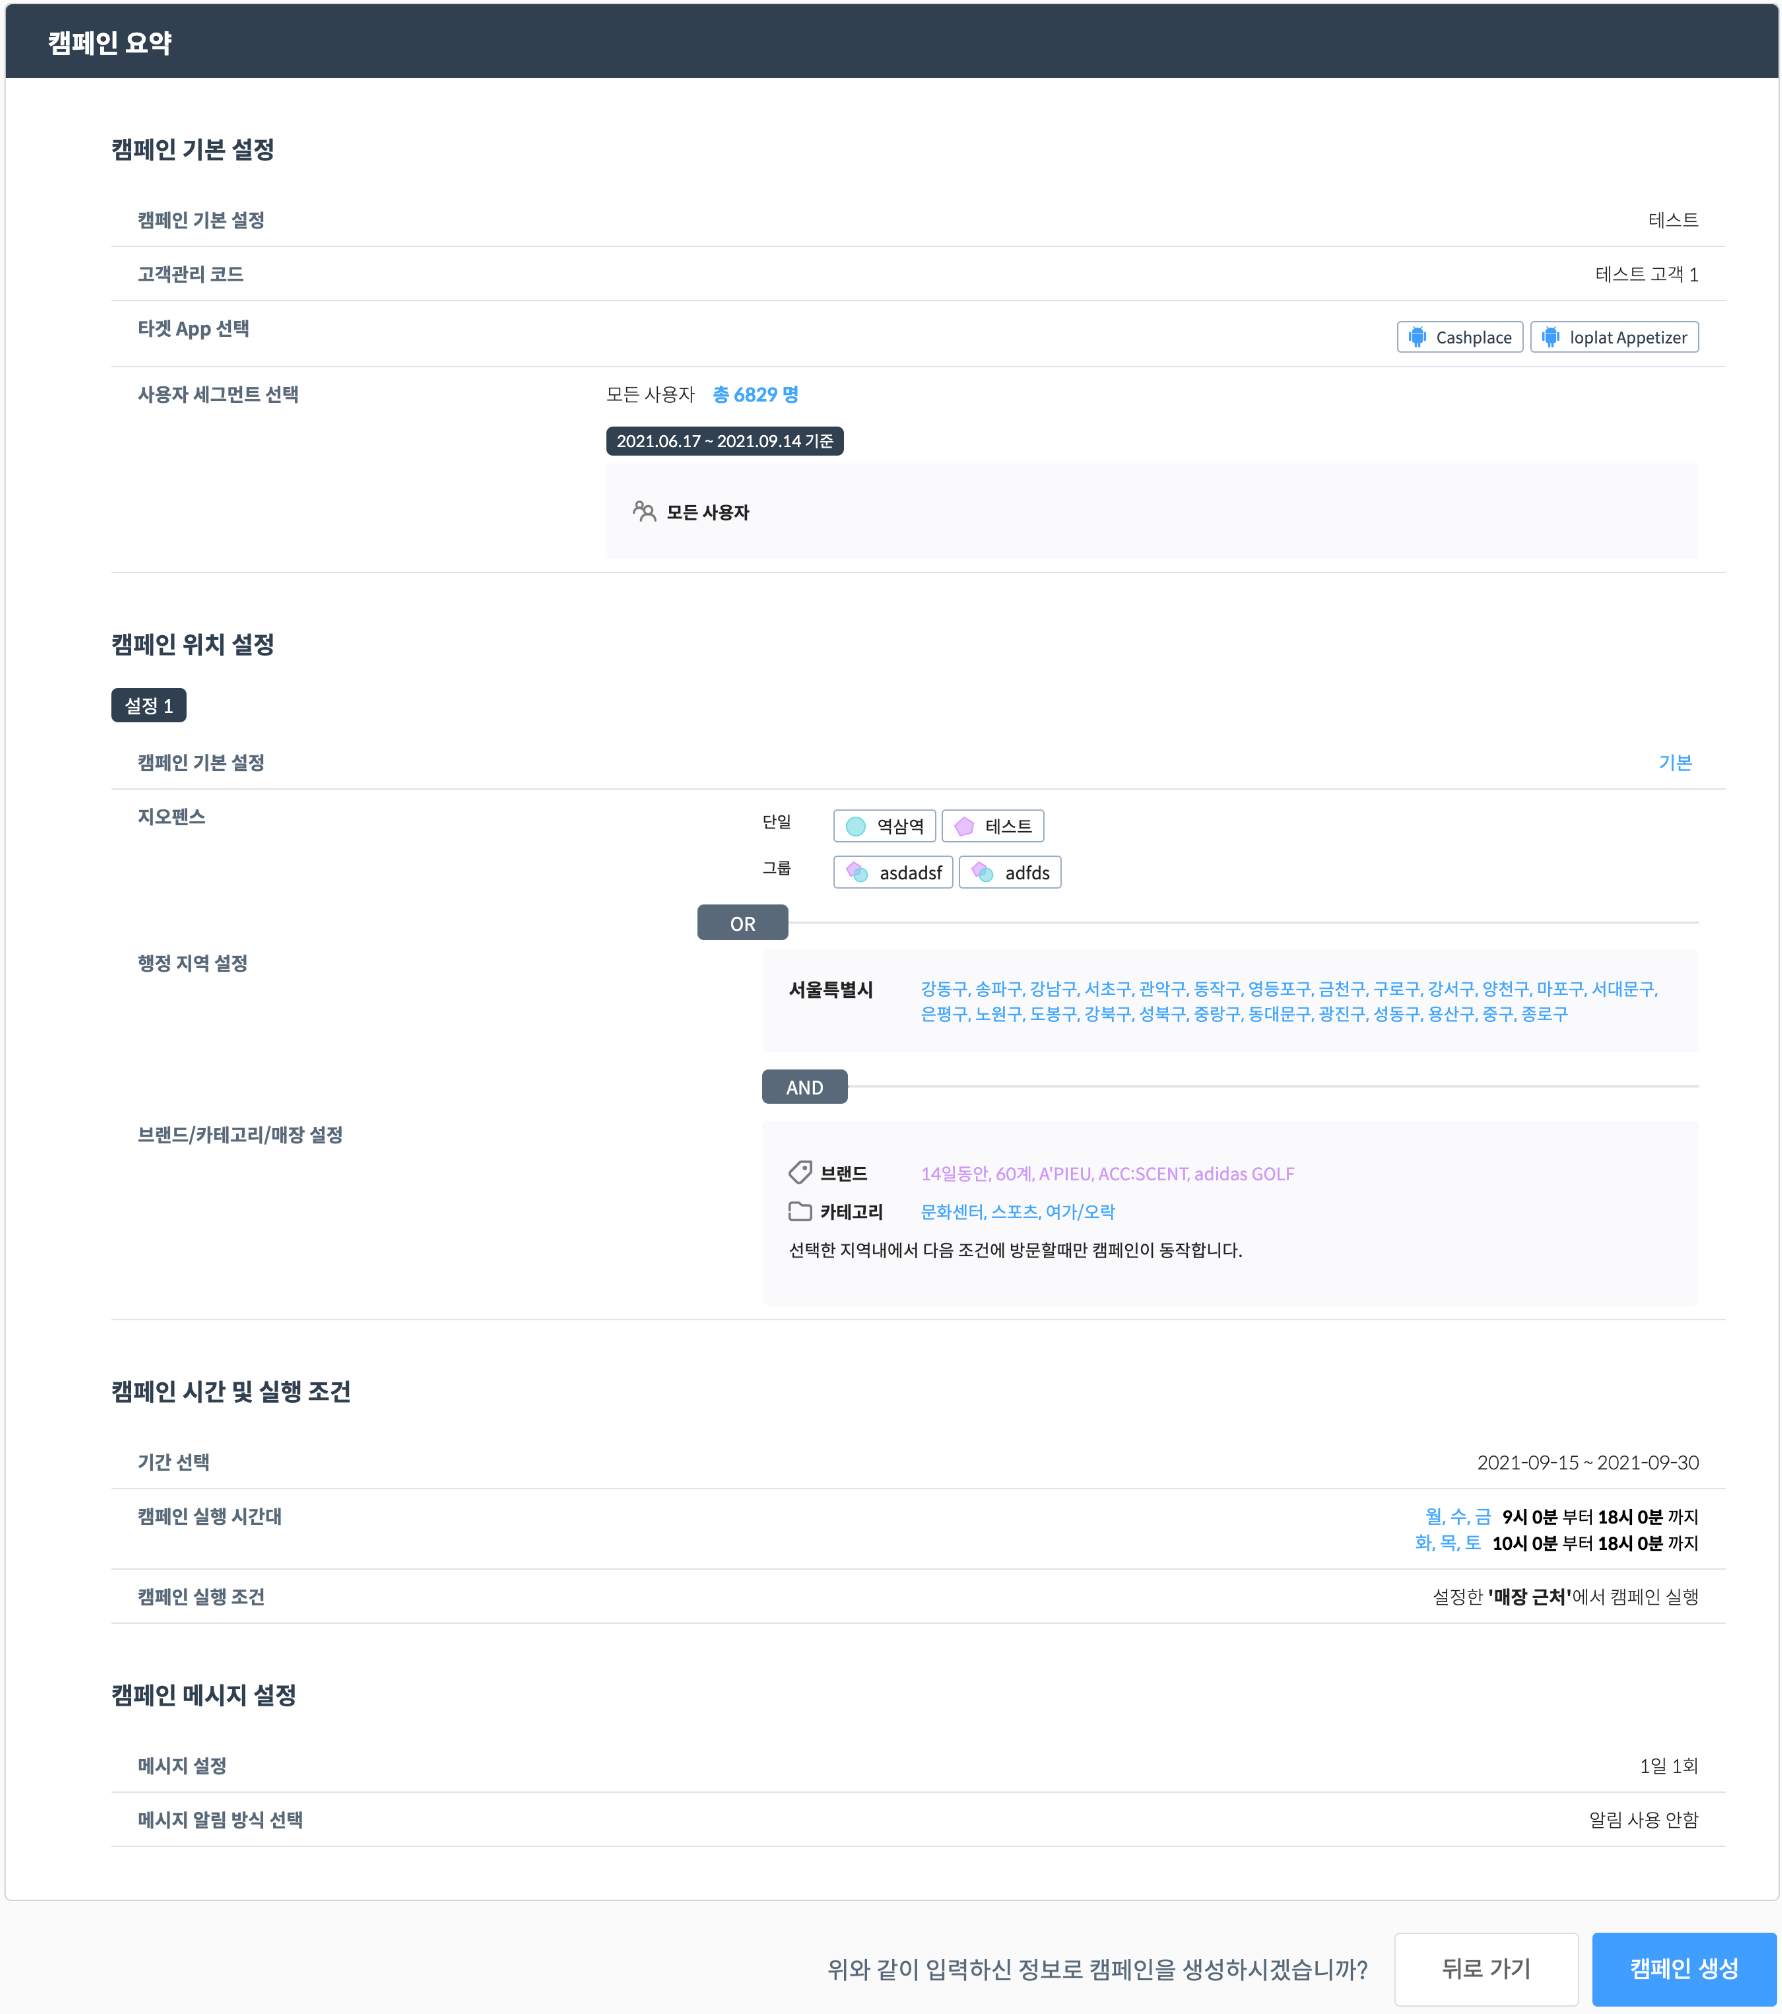 캠페인 요약
캠페인 기본 설정
캠페인 기본 설정 테스트
고객관리 코드 테스트 고객 1
타겟 App 선택 Cashplace loplat Appetizer
사용자 세그먼트 선택 모든 사용자 총 6829 명
2021.06.17 ~ 2021.09.14 기준
모든 사용자
캠페인 위치 설정
설정 1
캠페인 기본 설정 기본
지오펜스 단일 역삼역 테스트
그룹 asdadsf adfds
OR
행정 지역 설정
서울특별시 강동구, 송파구, 강남구, 서초구, 관악구, 동작구, 영등포구, 금천구, 구로구, 강서구, 양천구, 마포구, 서대문구,
은평구, 노원구, 도봉구, 강북구, 성북구, 중랑구, 동대문구, 광진구, 성동구, 용산구, 중구, 종로구
AND
브랜드/카테고리/매장 설정
브랜드 14일동안, 60계, A'PIEU, ACC:SCENT, adidas GOLF
카테고리 문화센터, 스포츠, 여가/오락
선택한 지역내에서 다음 조건에 방문할때만 캠페인이 동작합니다.
캠페인 시간 및 실행 조건
기간 선택 2021-09-15 ~ 2021-09-30
캠페인 실행 시간대 월, 수, 금 9시 0분 부터 18시 0분 까지
화, 목, 토 10시 0분 부터 18시 0분 까지
캠페인 실행 조건 설정한 '매장 근처'에서 캠페인 실행
캠페인 메시지 설정
메시지 설정 1일 1회
메시지 알림 방식 선택 알림 사용 안함
위와 같이 입력하신 정보로 캠페인을 생성하시겠습니까? 뒤로 가기 캠페인 생성